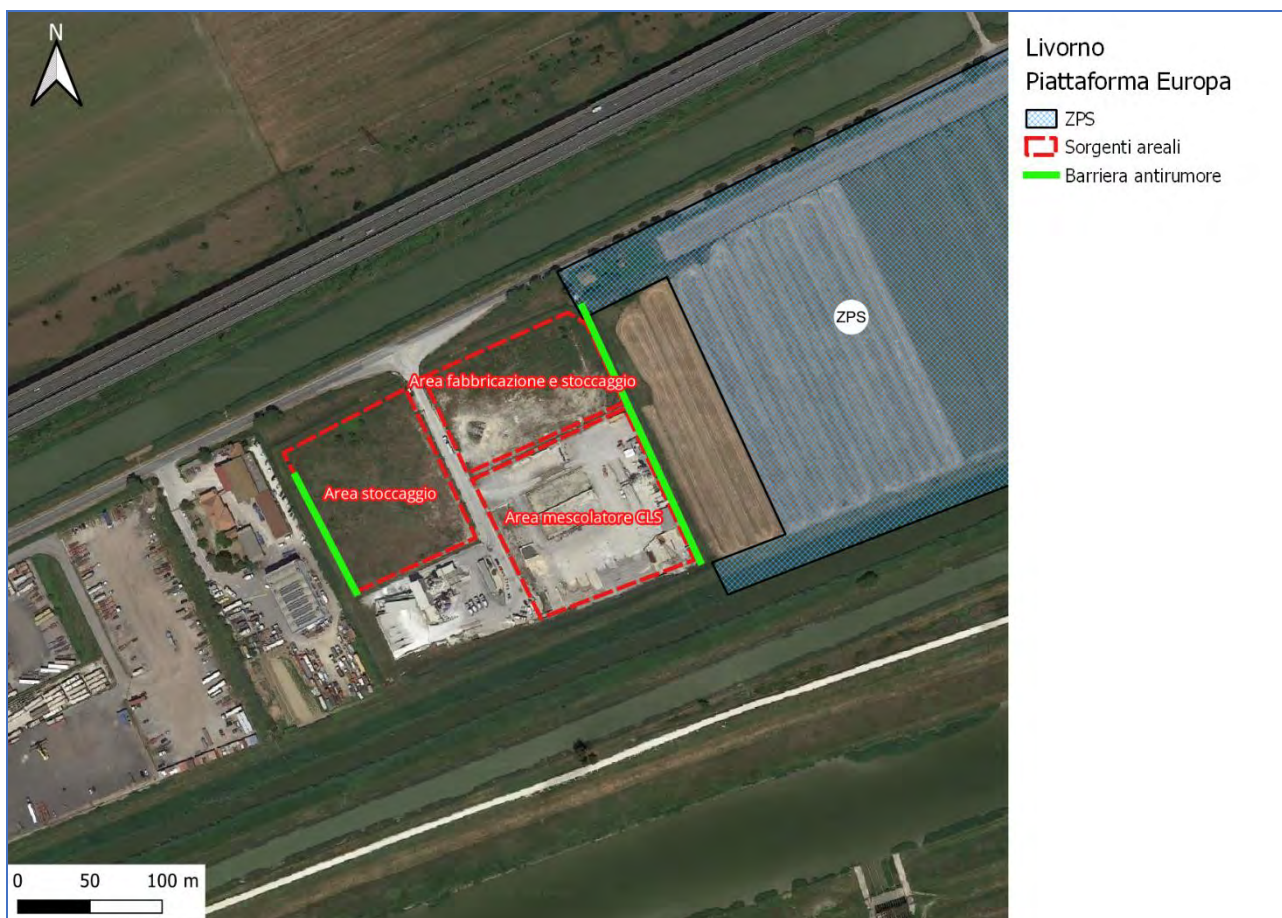 N
Livorno
Piattaforma Europa
ZPS
Sorgenti areali
Barriera antirumore
ZPS
Area fabbricazione e stoccaggio
Area stoccaggio
Area mescolatore CLS
0 50 100 m